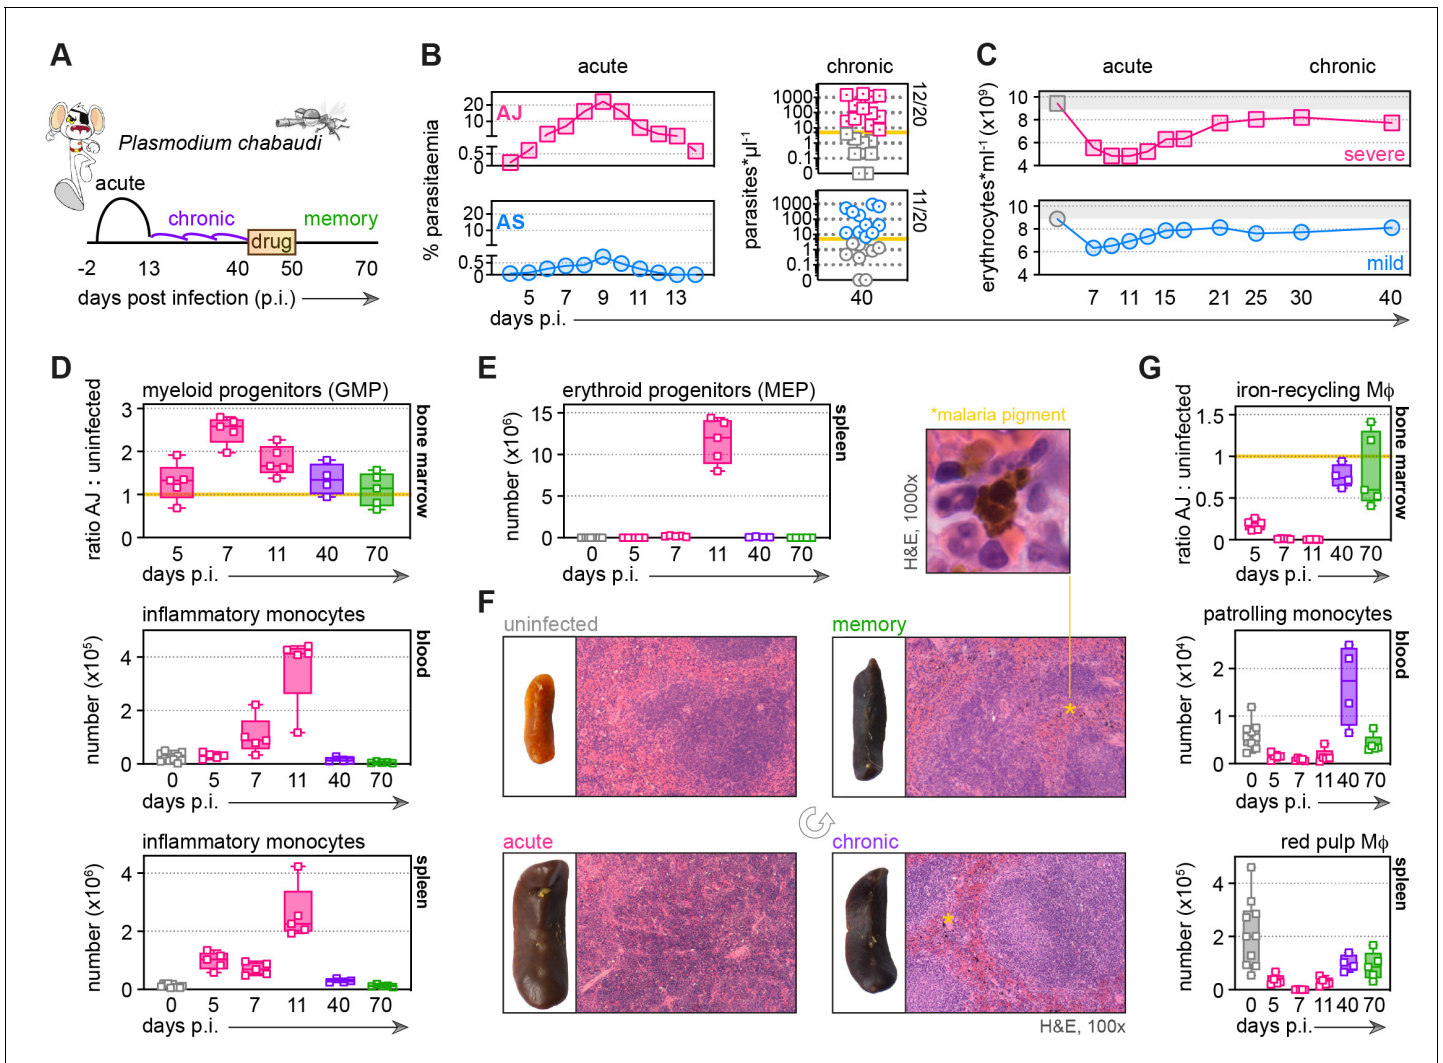 A
Plasmodium chabaudi
acute
chronic
memory
drug
-2 13 40 50 70
days post infection (p.i.)
B
acute
chronic
% parasitaemia
20
10
0.5
0
AJ
20
10
0.5
0
AS
5 7 9 11 13
days p.i.
parasites*µl-1
1000
100
10
5
1
0.1
0
12/20
1000
100
10
5
1
0.1
0
11/20
40
C
acute
chronic
erythrocytes*ml-1 (x10⁹)
10
8
6
4
severe
10
8
6
4
mild
7 11 15 21 25 30 40
D
myeloid progenitors (GMP)
ratio AJ : uninfected
3
2
1
0
bone marrow
5 7 11 40 70
days p.i.
inflammatory monocytes
number (x10⁵)
4
2
0
blood
0 5 7 11 40 70
days p.i.
inflammatory monocytes
number (x10⁶)
4
2
0
spleen
0 5 7 11 40 70
days p.i.
E
erythroid progenitors (MEP)
number (x10⁶)
15
10
5
0
spleen
0 5 7 11 40 70
days p.i.
*malaria pigment
H&E, 1000x
F
uninfected
memory
*
acute
chronic
*
H&E, 100x
G
iron-recycling Mϕ
ratio AJ : uninfected
1.5
1
0.5
0
bone marrow
5 7 11 40 70
days p.i.
patrolling monocytes
number (x10⁴)
2
1
0
blood
0 5 7 11 40 70
days p.i.
red pulp Mϕ
number (x10⁵)
4
2
0
spleen
0 5 7 11 40 70
days p.i.